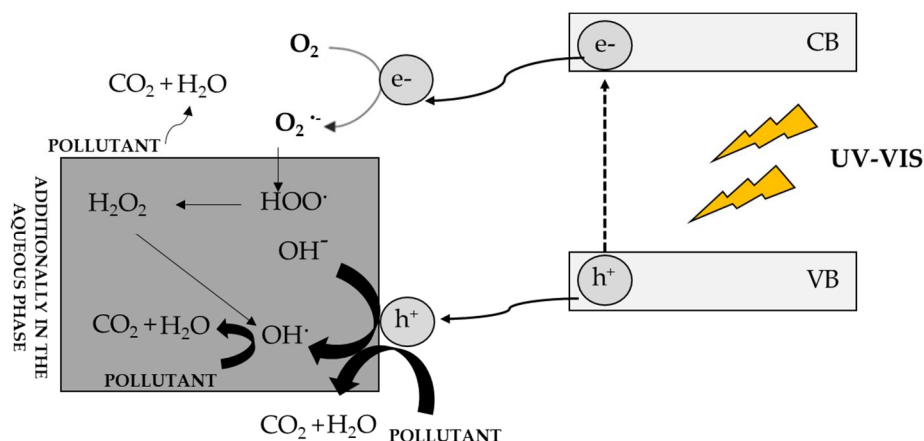 O₂
e-
e-
CB
CO₂+H₂O
O₂ ·-
POLLUTANT
UV-VIS
ADDITIONALLY IN THE
AQUEOUS PHASE
H₂O₂
HOO·
OH⁻
h⁺
VB
h⁺
CO₂+H₂O
OH·
POLLUTANT
CO₂+H₂O
POLLUTANT